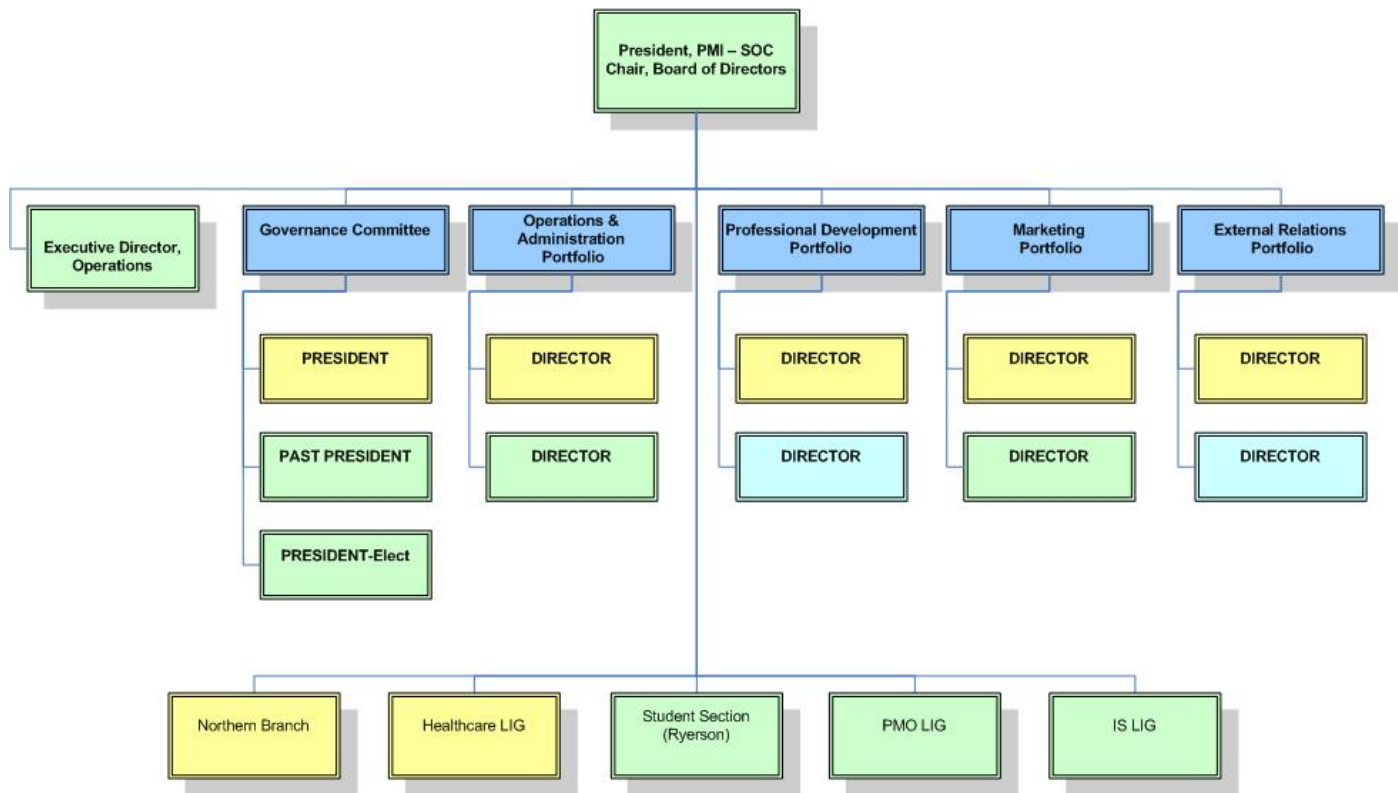 President, PMI – SOC
Chair, Board of Directors
Executive Director,
Operations
Governance Committee
Operations &
Administration
Portfolio
Professional Development
Portfolio
Marketing
Portfolio
External Relations
Portfolio
PRESIDENT
DIRECTOR
DIRECTOR
DIRECTOR
DIRECTOR
PAST PRESIDENT
DIRECTOR
DIRECTOR
DIRECTOR
DIRECTOR
PRESIDENT-Elect
Northern Branch
Healthcare LIG
Student Section
(Ryerson)
PMO LIG
IS LIG